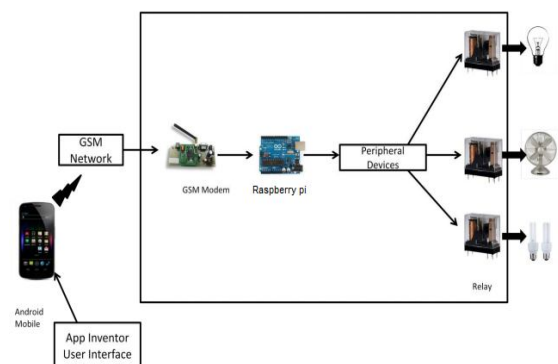 GSM
Network
GSM Modem
Raspberry pi
Peripheral
Devices
Relay
Android
Mobile
App Inventor
User Interface